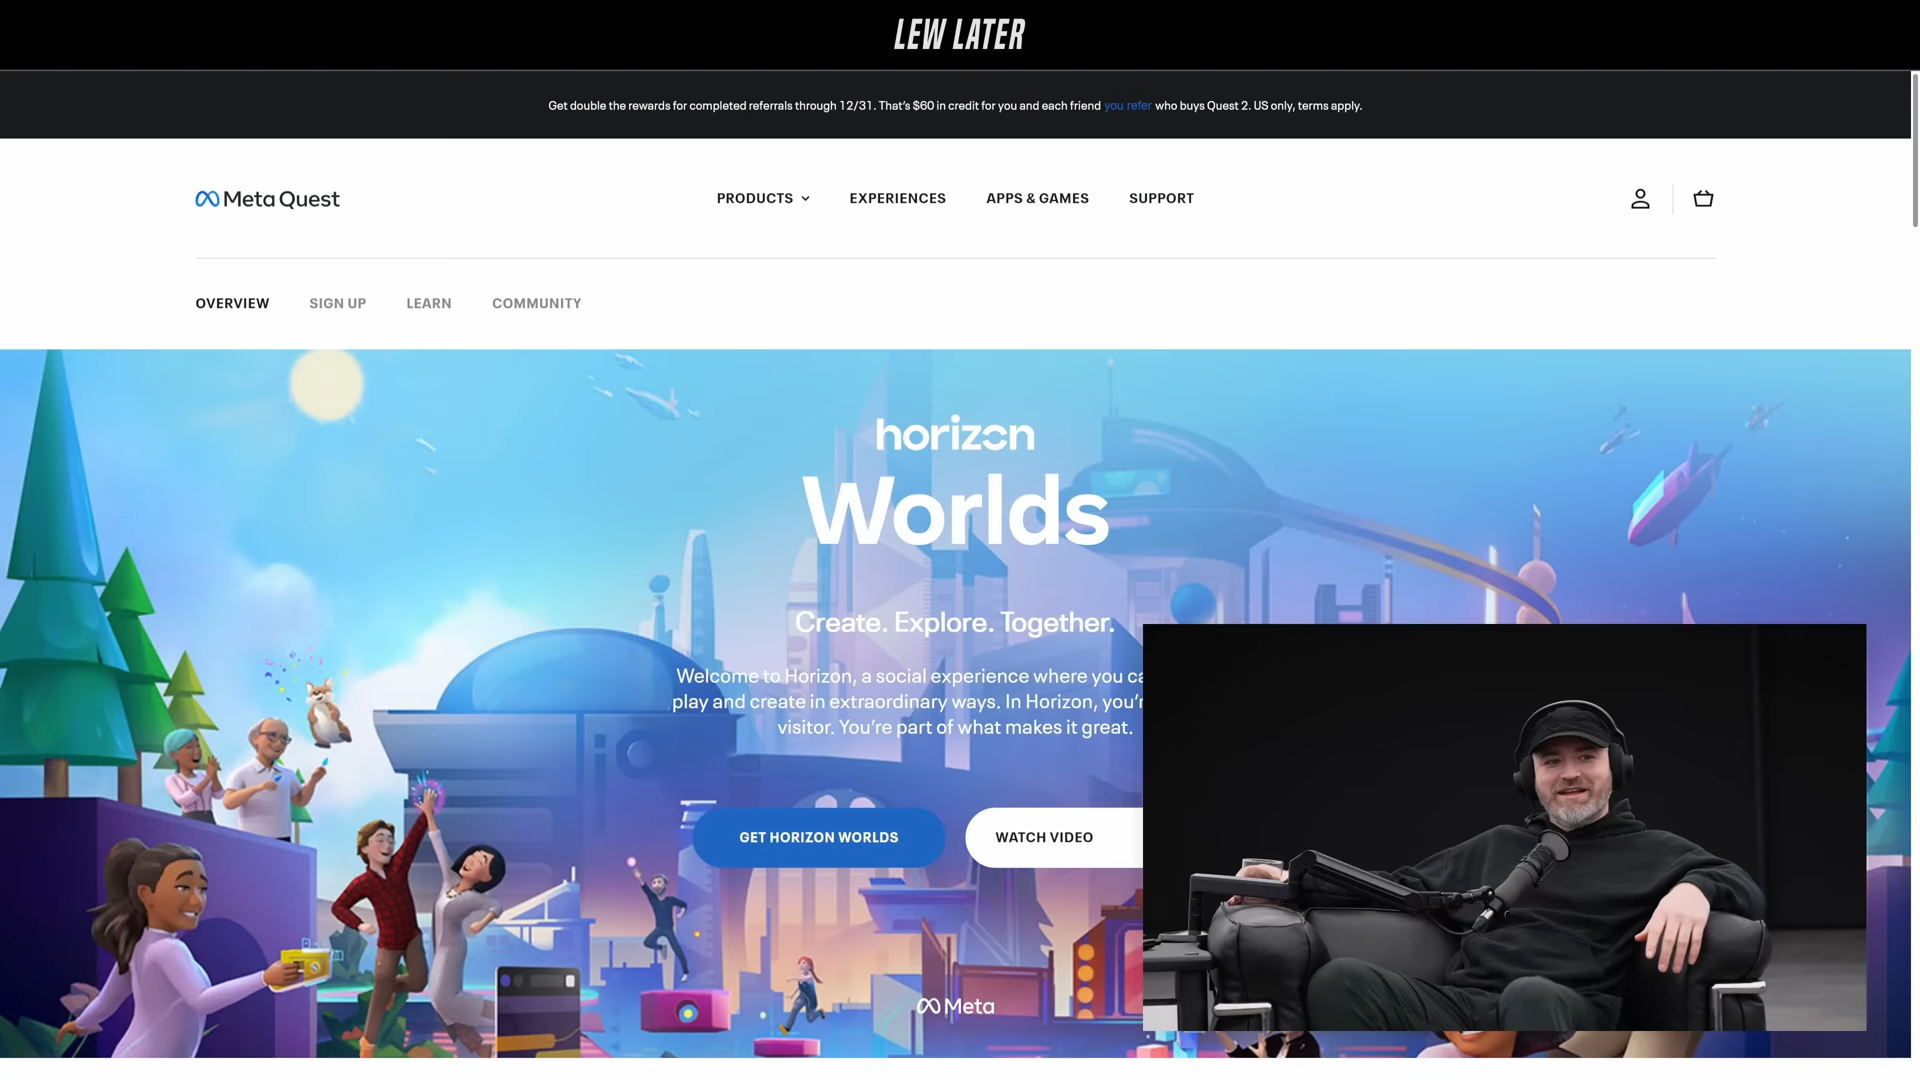 LEW LATER
Get double the rewards for completed referrals through 12/31. That's $60 in credit for you and each friend you refer who buys Quest 2. US only, terms apply.
Meta Quest
PRODUCTS
EXPERIENCES
APPS & GAMES
SUPPORT
OVERVIEW
SIGN UP
LEARN
COMMUNITY
horizon
Worlds
Create. Explore. Together.
Welcome to Horizon, a social experience where you
play and create in extraordinary ways. In Horizon,
visitor. You're part of what makes it great.
GET HORIZON WORLDS
WATCH VIDEO
Meta